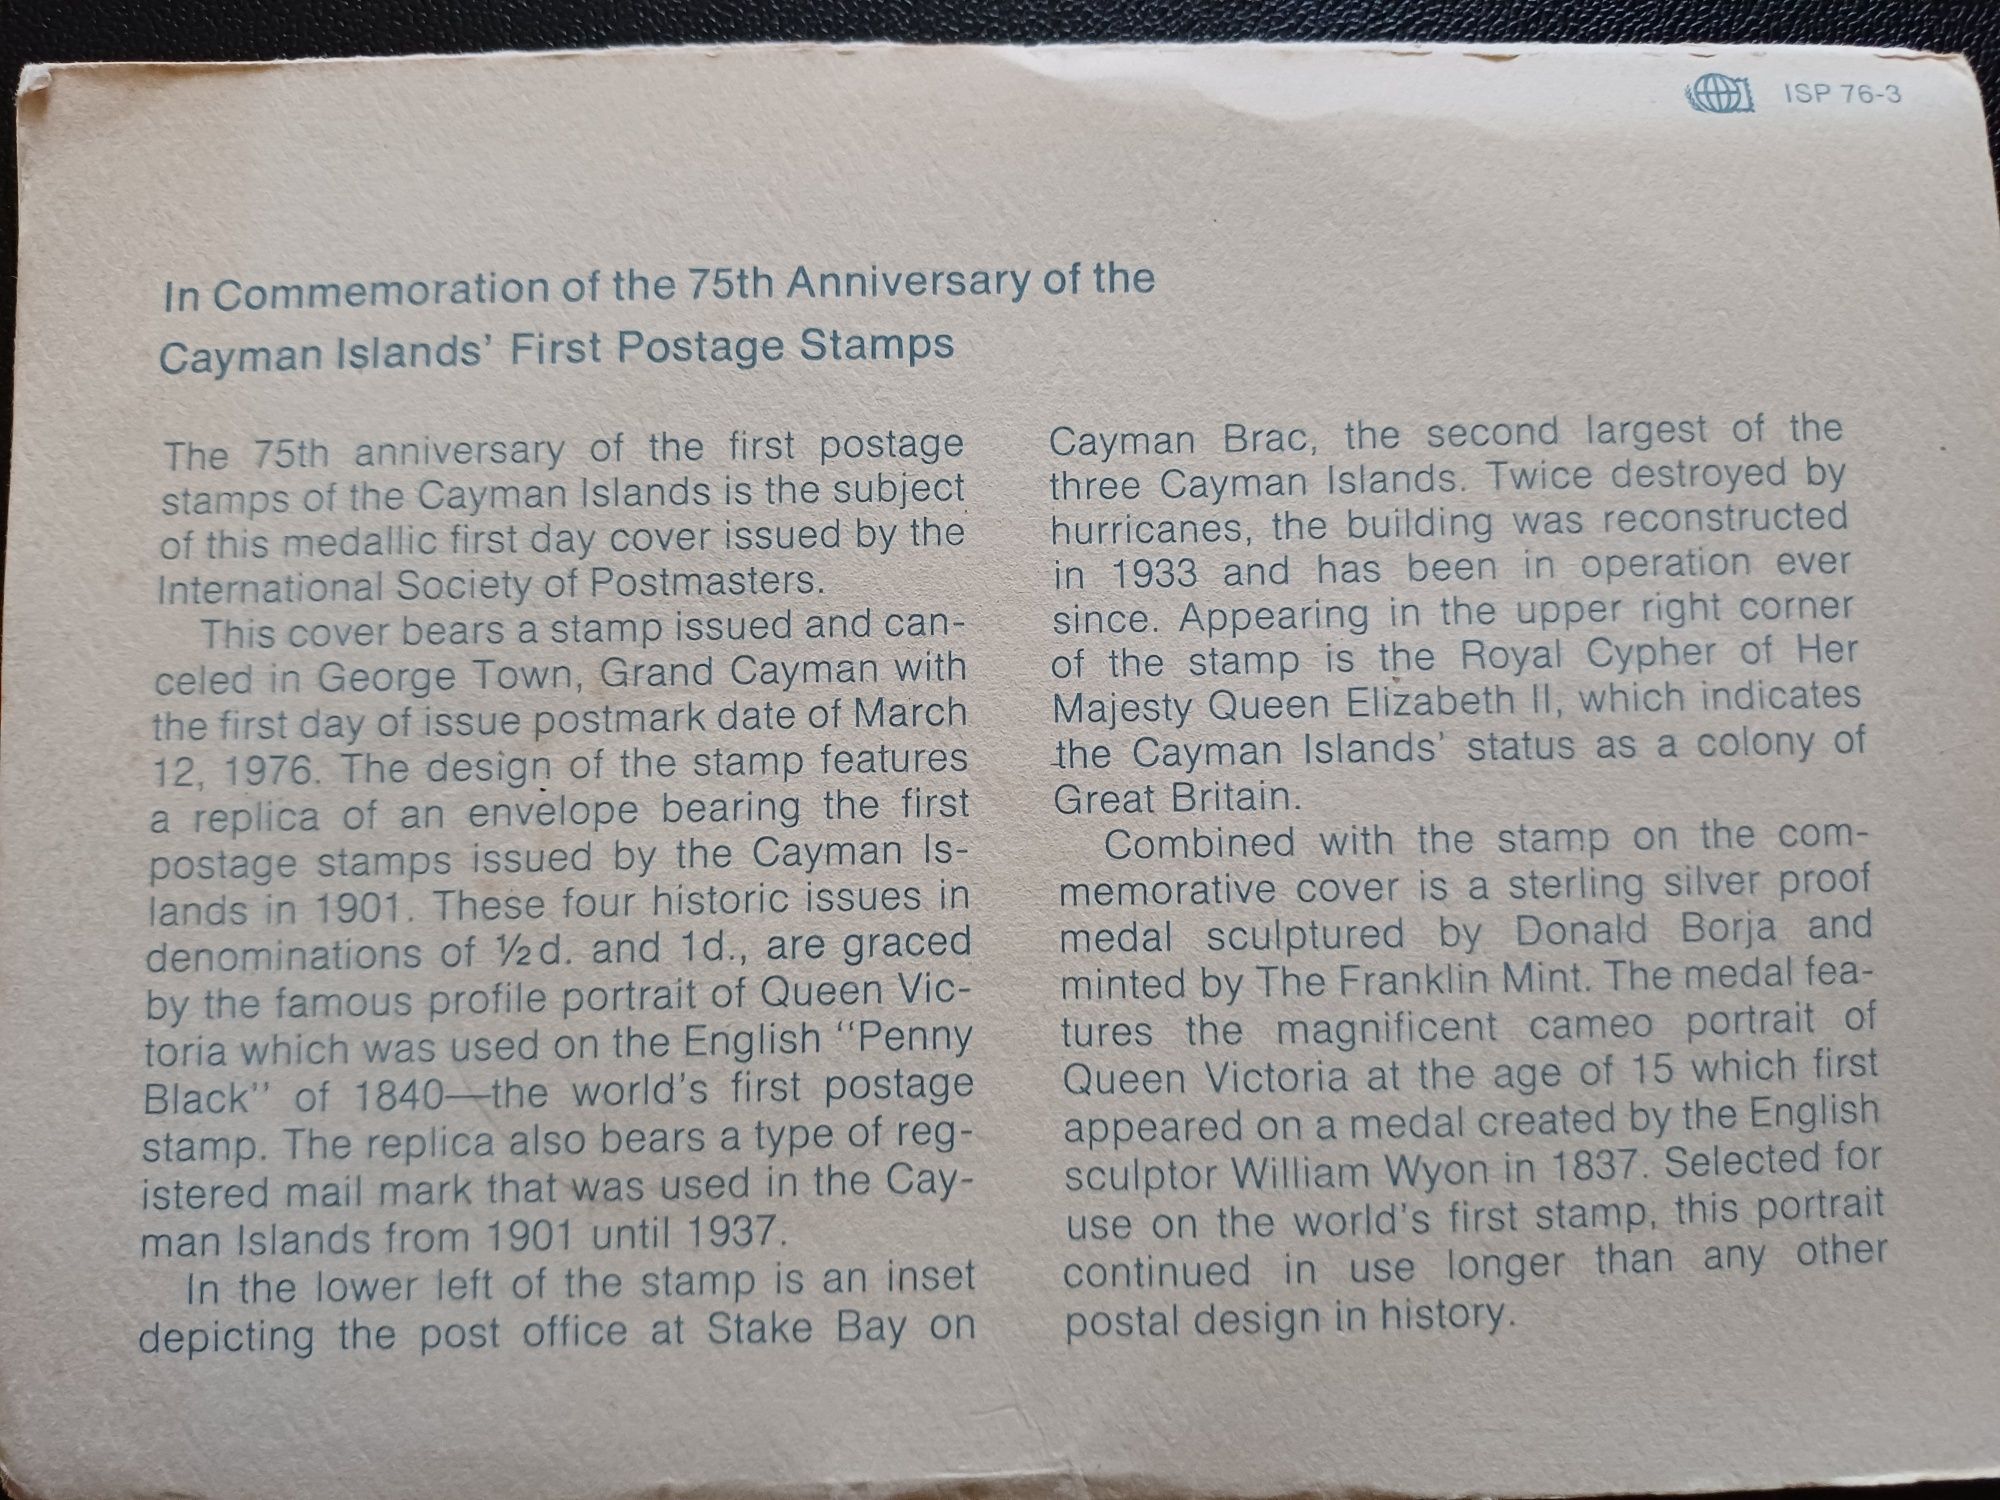 ISP 76-3
In Commemoration of the 75th Anniversary of the
Cayman Islands' First Postage Stamps
The 75th anniversary of the first postage
stamps of the Cayman Islands is the subject
of this medallic first day cover issued by the
International Society of Postmasters.
This cover bears a stamp issued and can-
celed in George Town, Grand Cayman with
the first day of issue postmark date of March
12, 1976. The design of the stamp features
a replica of an envelope bearing the first
postage stamps issued by the Cayman Is-
lands in 1901. These four historic issues in
denominations of ½d. and 1d., are graced
by the famous profile portrait of Queen Vic-
toria which was used on the English "Penny
Black" of 1840—the world's first postage
stamp. The replica also bears a type of reg-
istered mail mark that was used in the Cay-
man Islands from 1901 until 1937.
In the lower left of the stamp is an inset
depicting the post office at Stake Bay on
Cayman Brac, the second largest of the
three Cayman Islands. Twice destroyed by
hurricanes, the building was reconstructed
in 1933 and has been in operation ever
since. Appearing in the upper right corner
of the stamp is the Royal Cypher of Her
Majesty Queen Elizabeth II, which indicates
the Cayman Islands' status as a colony of
Great Britain.
Combined with the stamp on the com-
memorative cover is a sterling silver proof
medal sculptured by Donald Borja and
minted by The Franklin Mint. The medal fea-
tures the magnificent cameo portrait of
Queen Victoria at the age of 15 which first
appeared on a medal created by the English
sculptor William Wyon in 1837. Selected for
use on the world's first stamp, this portrait
continued in use longer than any other
postal design in history.